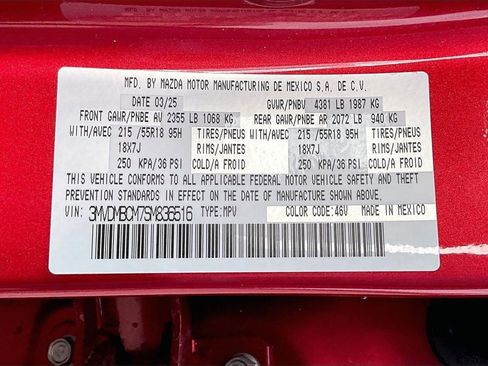 MFD. BY MAZDA MOTOR MANUFACTURING DE MEXICO S.A. DE C.V.
DATE 03/25 GVWR/PNBV 4381 LB 1987 KG
FRONT GAWR/PNBE AV 2355 LB 1068 KG REAR GAWR/PNBE AR 2072 LB 940 KG
WITH/AVEC 215/55R18 95H TIRES/PNEUS WITH/AVEC 215/55R18 95H TIRES/PNEUS
18X7J RIMS/JANTES 18X7J RIMS/JANTES
250 KPA/36 PSI COLD/A FROID 250 KPA/36 PSI COLD/A FROID
THIS VEHICLE CONFORMS TO ALL APPLICABLE FEDERAL MOTOR VEHICLE SAFETY AND THEFT
PREVENTION STANDARDS IN EFFECT ON THE DATE OF MANUFACTURE SHOWN ABOVE.
VIN: 3MVDMBCM7SM836516 TYPE:MPV COLOR CODE:46V MADE IN MEXICO